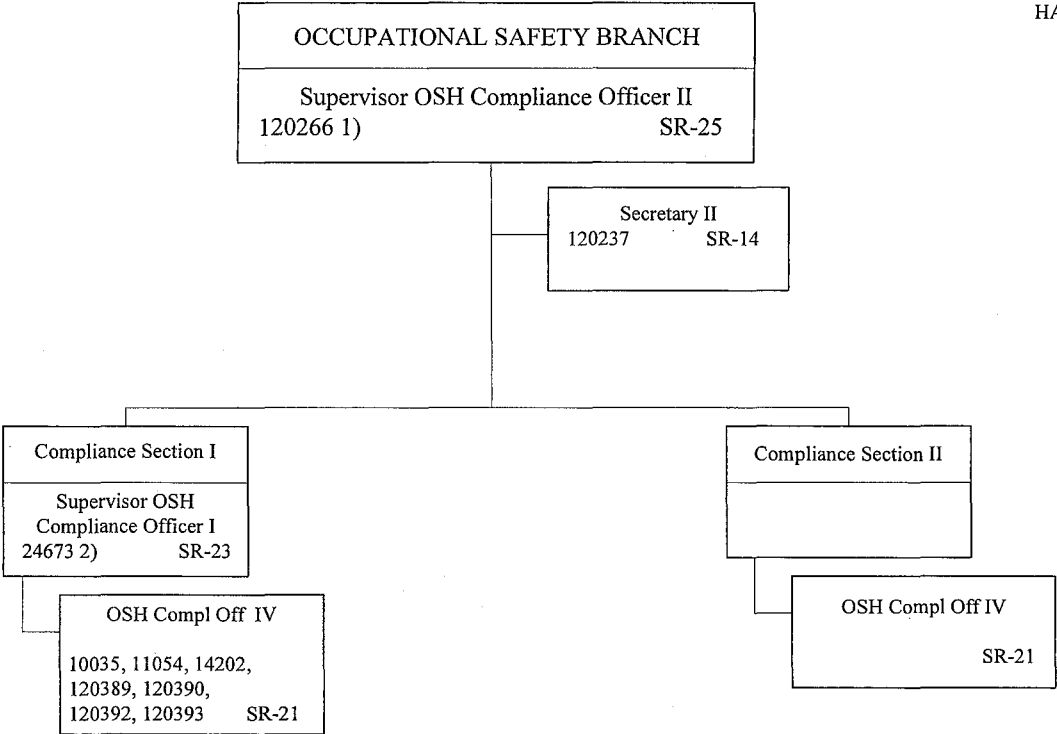 HA
OCCUPATIONAL SAFETY BRANCH
Supervisor OSH Compliance Officer II
120266 1) SR-25
Secretary II
120237 SR-14
Compliance Section I
Supervisor OSH
Compliance Officer I
24673 2) SR-23
OSH Compl Off IV
10035, 11054, 14202,
120389, 120390,
120392, 120393 SR-21
Compliance Section II
OSH Compl Off IV
SR-21